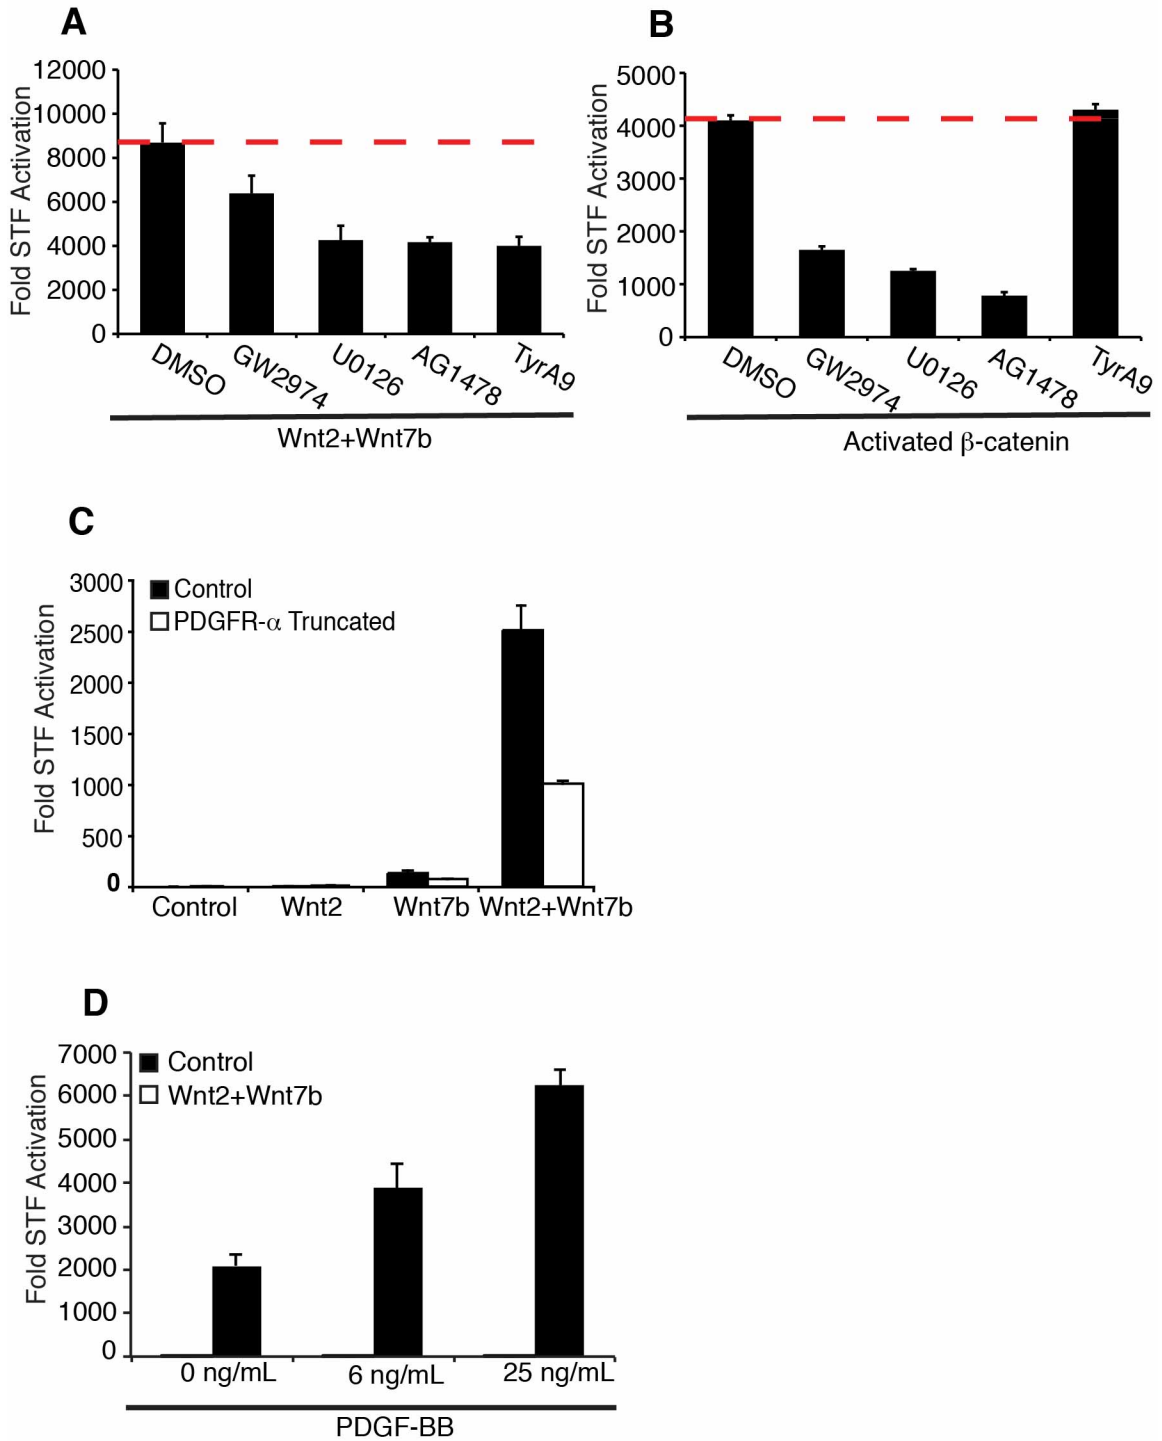 A
Fold STF Activation
12000
10000
8000
6000
4000
2000
0
DMSO
GW2974
U0126
AG1478
TyrA9
Wnt2+Wnt7b
B
Fold STF Activation
5000
4000
3000
2000
1000
0
DMSO
GW2974
U0126
AG1478
TyrA9
Activated β-catenin
C
Fold STF Activation
3000
2500
2000
1500
1000
500
0
Control
PDGFR-α Truncated
Control
Wnt2
Wnt7b
Wnt2+Wnt7b
D
Fold STF Activation
7000
6000
5000
4000
3000
2000
1000
0
Control
Wnt2+Wnt7b
0 ng/mL
6 ng/mL
25 ng/mL
PDGF-BB